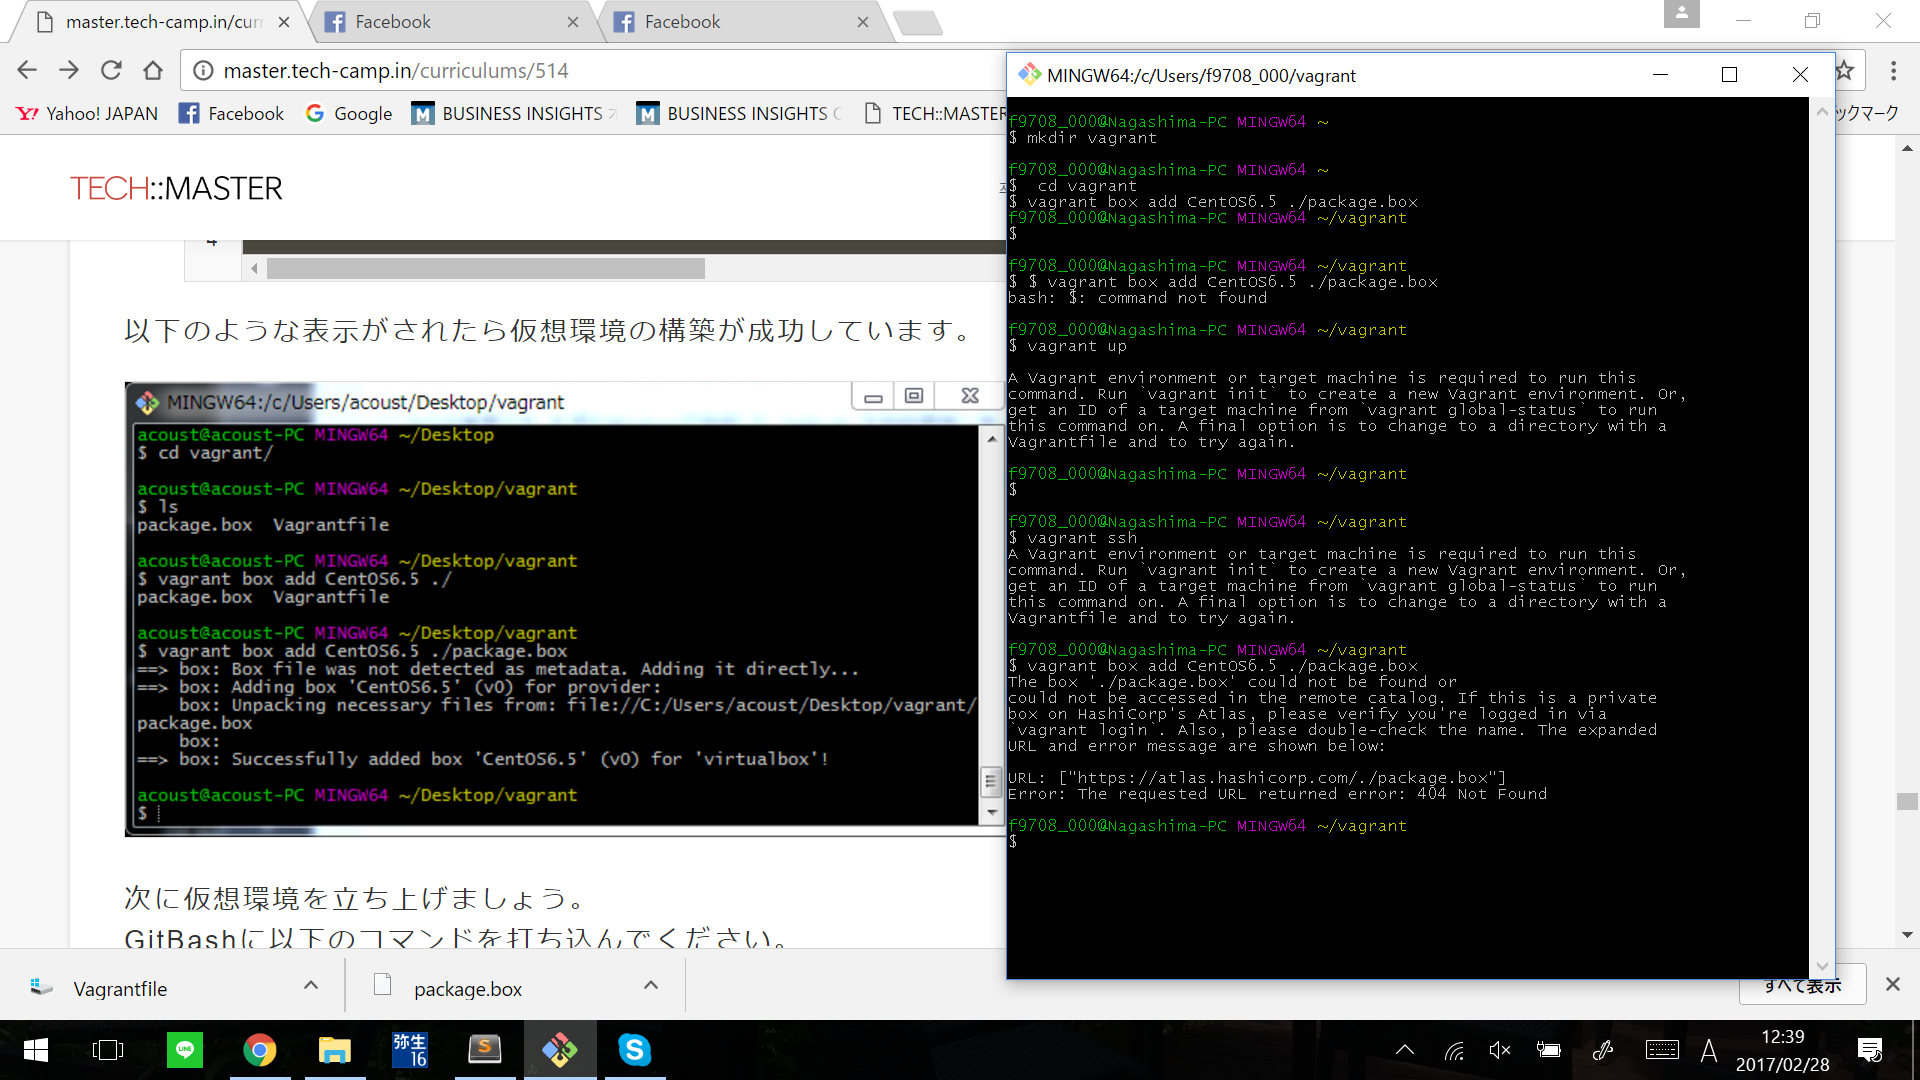 master.tech-camp.in/curr
Facebook
Facebook
master.tech-camp.in/curriculums/514
Yahoo! JAPAN
Facebook
Google
BUSINESS INSIGHTS
BUSINESS INSIGHTS
TECH::MASTER
ックマーク
TECH::MASTER
4
以下のような表示がされたら仮想環境の構築が成功しています。
MINGW64:/c/Users/acoust/Desktop/vagrant
acoust@acoust-PC MINGW64 ~/Desktop
$ cd vagrant/
acoust@acoust-PC MINGW64 ~/Desktop/vagrant
$ ls
package.box  Vagrantfile
acoust@acoust-PC MINGW64 ~/Desktop/vagrant
$ vagrant box add CentOS6.5 ./
package.box  Vagrantfile
acoust@acoust-PC MINGW64 ~/Desktop/vagrant
$ vagrant box add CentOS6.5 ./package.box
==> box: Box file was not detected as metadata. Adding it directly...
==> box: Adding box 'CentOS6.5' (v0) for provider:
box: Unpacking necessary files from: file://C:/Users/acoust/Desktop/vagrant/
package.box
box:
==> box: Successfully added box 'CentOS6.5' (v0) for 'virtualbox'!
acoust@acoust-PC MINGW64 ~/Desktop/vagrant
$
次に仮想環境を立ち上げましょう。
GitBashに以下のコマンドを打ち込んでください。
MINGW64:/c/Users/f9708_000/vagrant
f9708_000@Nagashima-PC MINGW64 ~
$ mkdir vagrant
f9708_000@Nagashima-PC MINGW64 ~
$  cd vagrant
$ vagrant box add CentOS6.5 ./package.box
f9708_000@Nagashima-PC MINGW64 ~/vagrant
$
f9708_000@Nagashima-PC MINGW64 ~/vagrant
$ $ vagrant box add CentOS6.5 ./package.box
bash: $: command not found
f9708_000@Nagashima-PC MINGW64 ~/vagrant
$ vagrant up
A Vagrant environment or target machine is required to run this
command. Run `vagrant init` to create a new Vagrant environment. Or,
get an ID of a target machine from `vagrant global-status` to run
this command on. A final option is to change to a directory with a
Vagrantfile and to try again.
f9708_000@Nagashima-PC MINGW64 ~/vagrant
$
f9708_000@Nagashima-PC MINGW64 ~/vagrant
$ vagrant ssh
A Vagrant environment or target machine is required to run this
command. Run `vagrant init` to create a new Vagrant environment. Or,
get an ID of a target machine from `vagrant global-status` to run
this command on. A final option is to change to a directory with a
Vagrantfile and to try again.
f9708_000@Nagashima-PC MINGW64 ~/vagrant
$ vagrant box add CentOS6.5 ./package.box
The box './package.box' could not be found or
could not be accessed in the remote catalog. If this is a private
box on HashiCorp's Atlas, please verify you're logged in via
`vagrant login`. Also, please double-check the name. The expanded
URL and error message are shown below:
URL: ["https://atlas.hashicorp.com/./package.box"]
Error: The requested URL returned error: 404 Not Found
f9708_000@Nagashima-PC MINGW64 ~/vagrant
$
Vagrantfile
package.box
すべて表示
LINE
弥生
16
A
12:39
2017/02/28